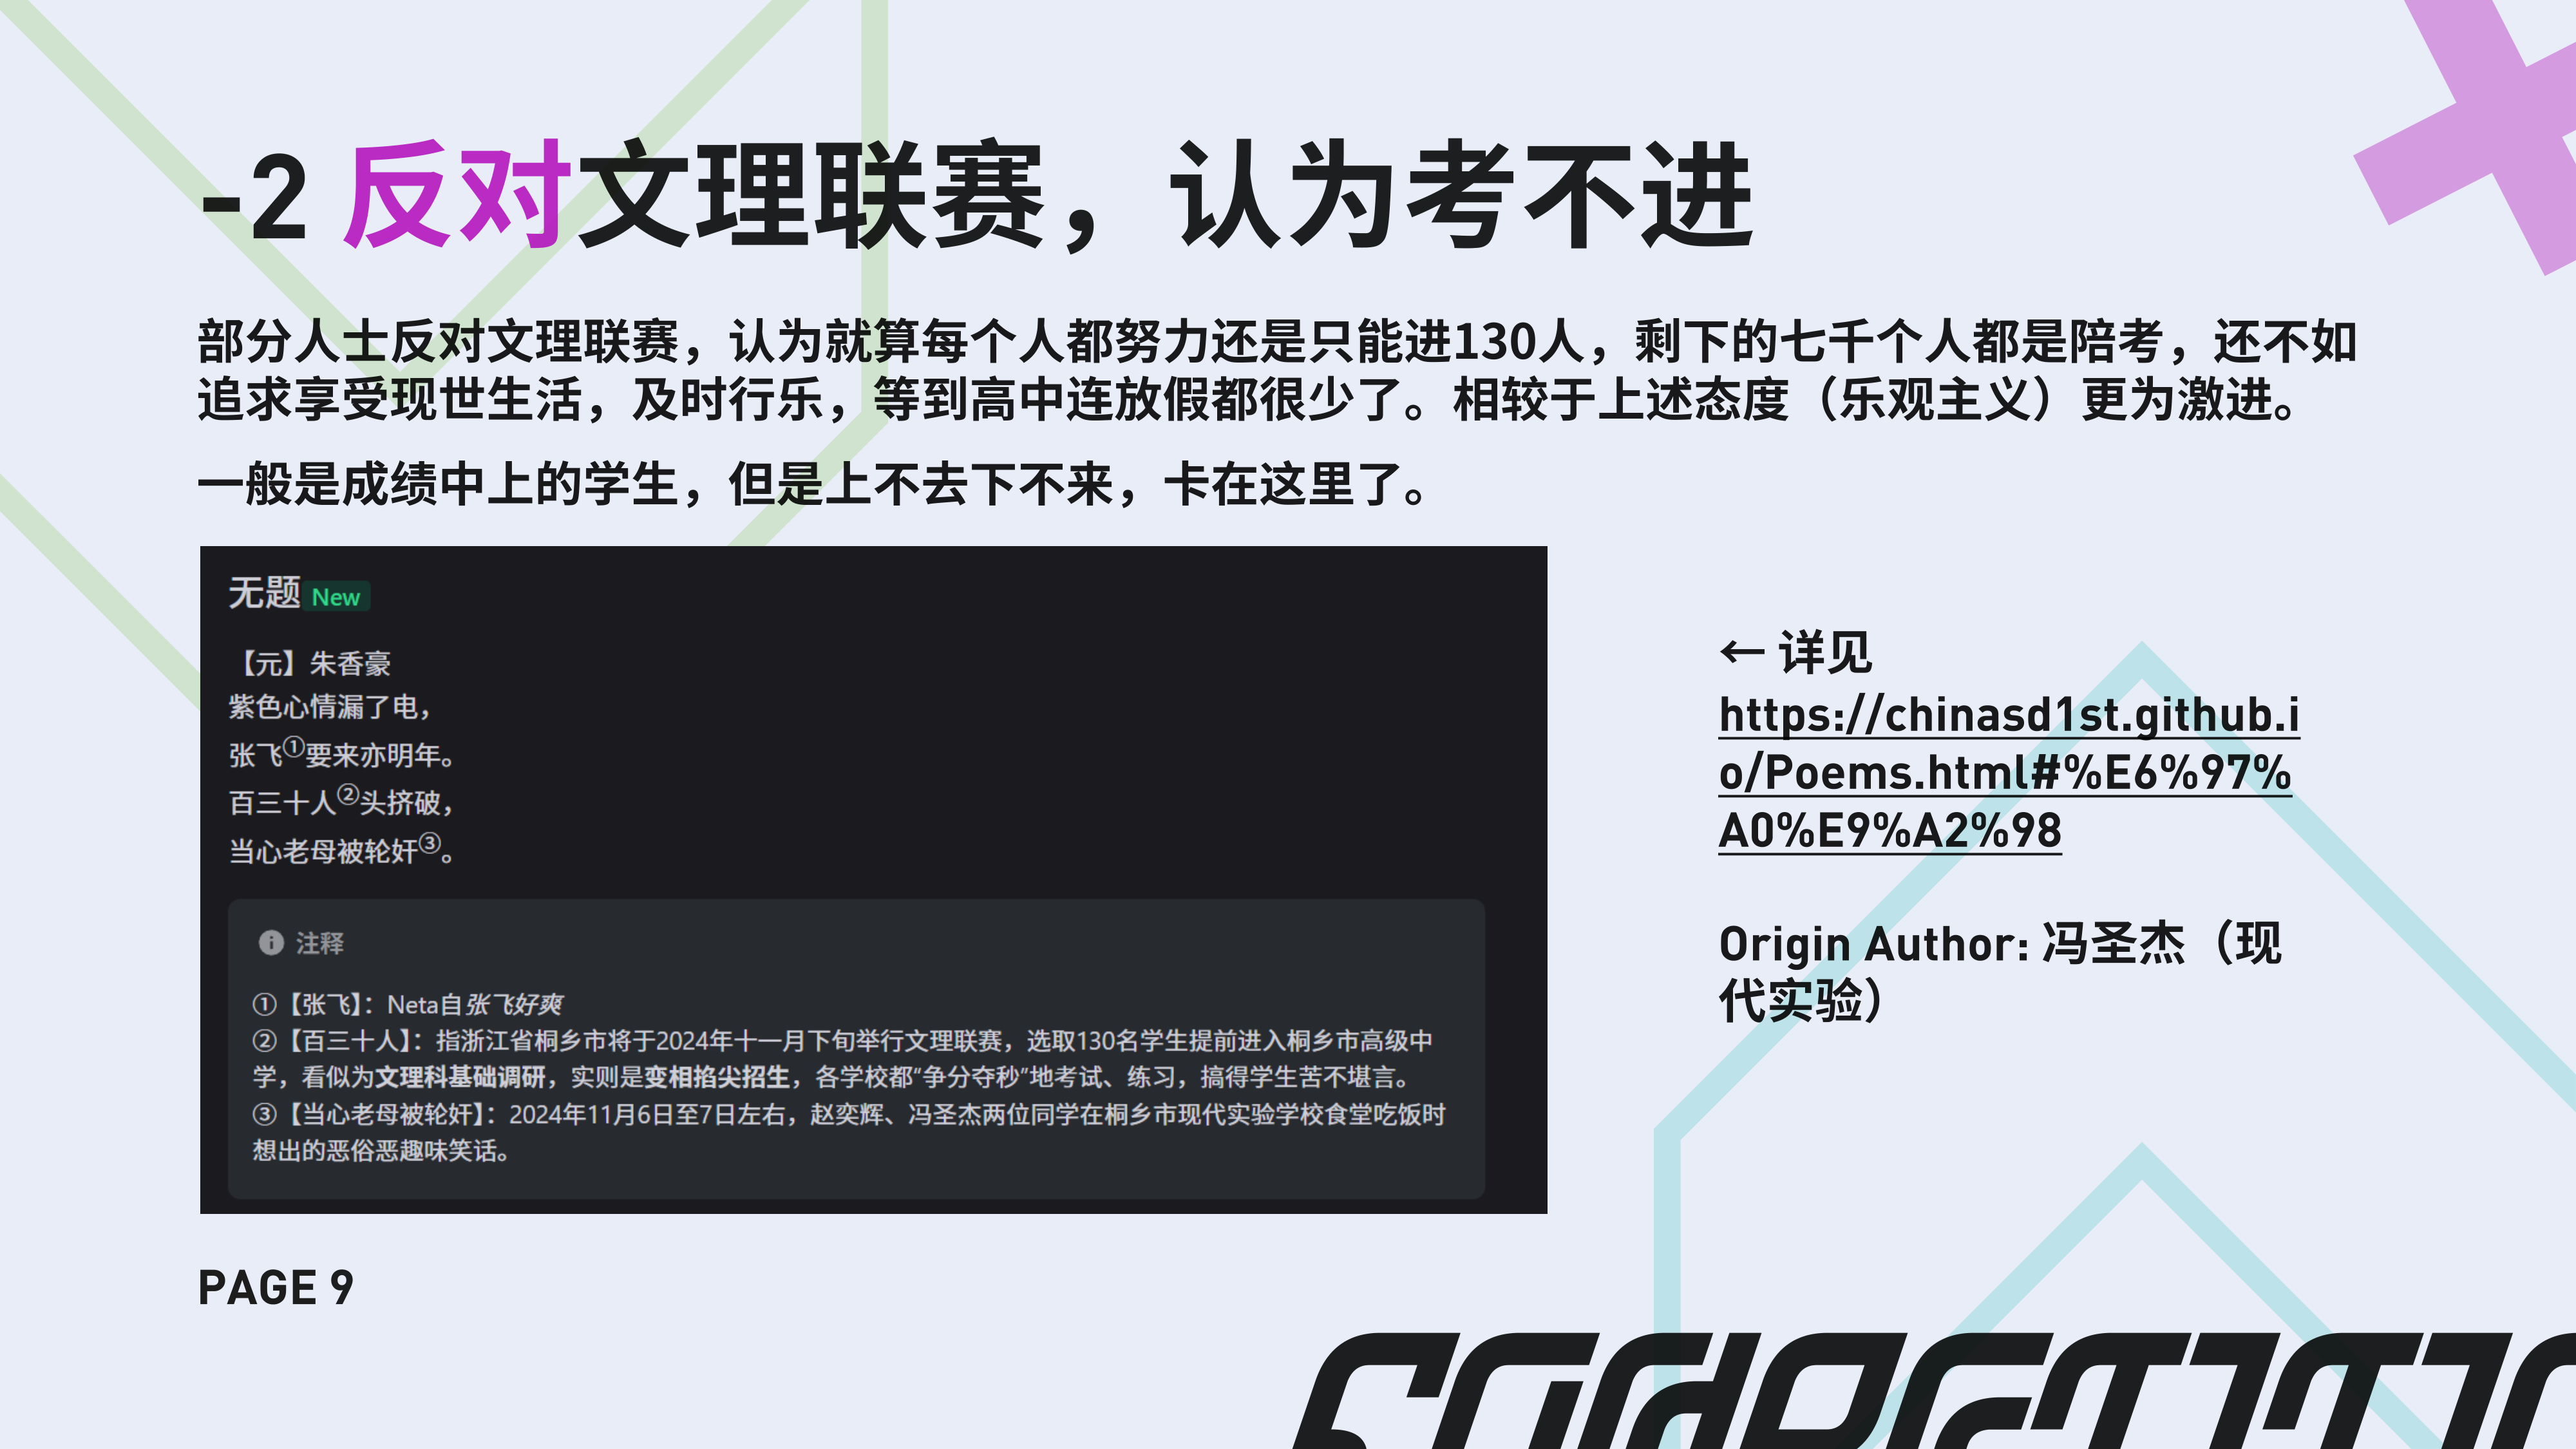 -2 反对文理联赛，认为考不进
部分人士反对文理联赛，认为就算每个人都努力还是只能进130人，剩下的七千个人都是陪考，还不如
追求享受现世生活，及时行乐，等到高中连放假都很少了。相较于上述态度（乐观主义）更为激进。
一般是成绩中上的学生，但是上不去下不来，卡在这里了。
无题 New
【元】朱香豪
紫色心情漏了电，
张飞①要来亦明年。
百三十人②头挤破，
当心老母被轮奸③。
注释
①【张飞】：Neta自张飞好爽
②【百三十人】：指浙江省桐乡市将于2024年十一月下旬举行文理联赛，选取130名学生提前进入桐乡市高级中
学，看似为文理科基础调研，实则是变相掐尖招生，各学校都“争分夺秒”地考试、练习，搞得学生苦不堪言。
③【当心老母被轮奸】：2024年11月6日至7日左右，赵奕辉、冯圣杰两位同学在桐乡市现代实验学校食堂吃饭时
想出的恶俗恶趣味笑话。
← 详见
https://chinasd1st.github.i
o/Poems.html#%E6%97%
A0%E9%A2%98
Origin Author: 冯圣杰（现
代实验）
PAGE 9